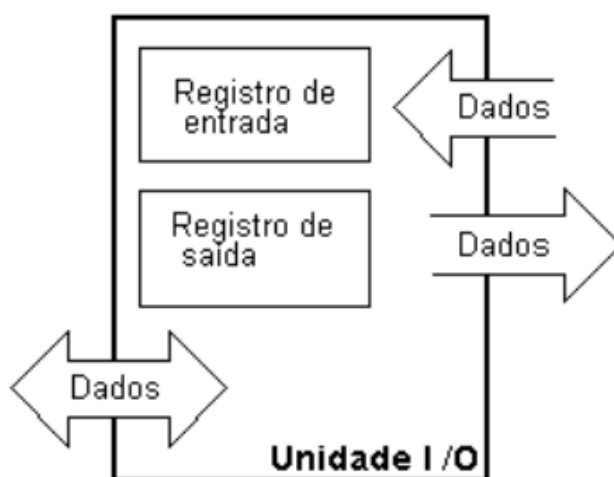 Registro de
entrada
Dados
Registro de
saída
Dados
Dados
Unidade I /O